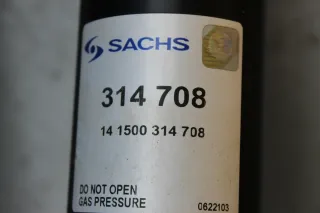 SACHS
314 708
14 1500 314 708
DO NOT OPEN
GAS PRESSURE
0622103